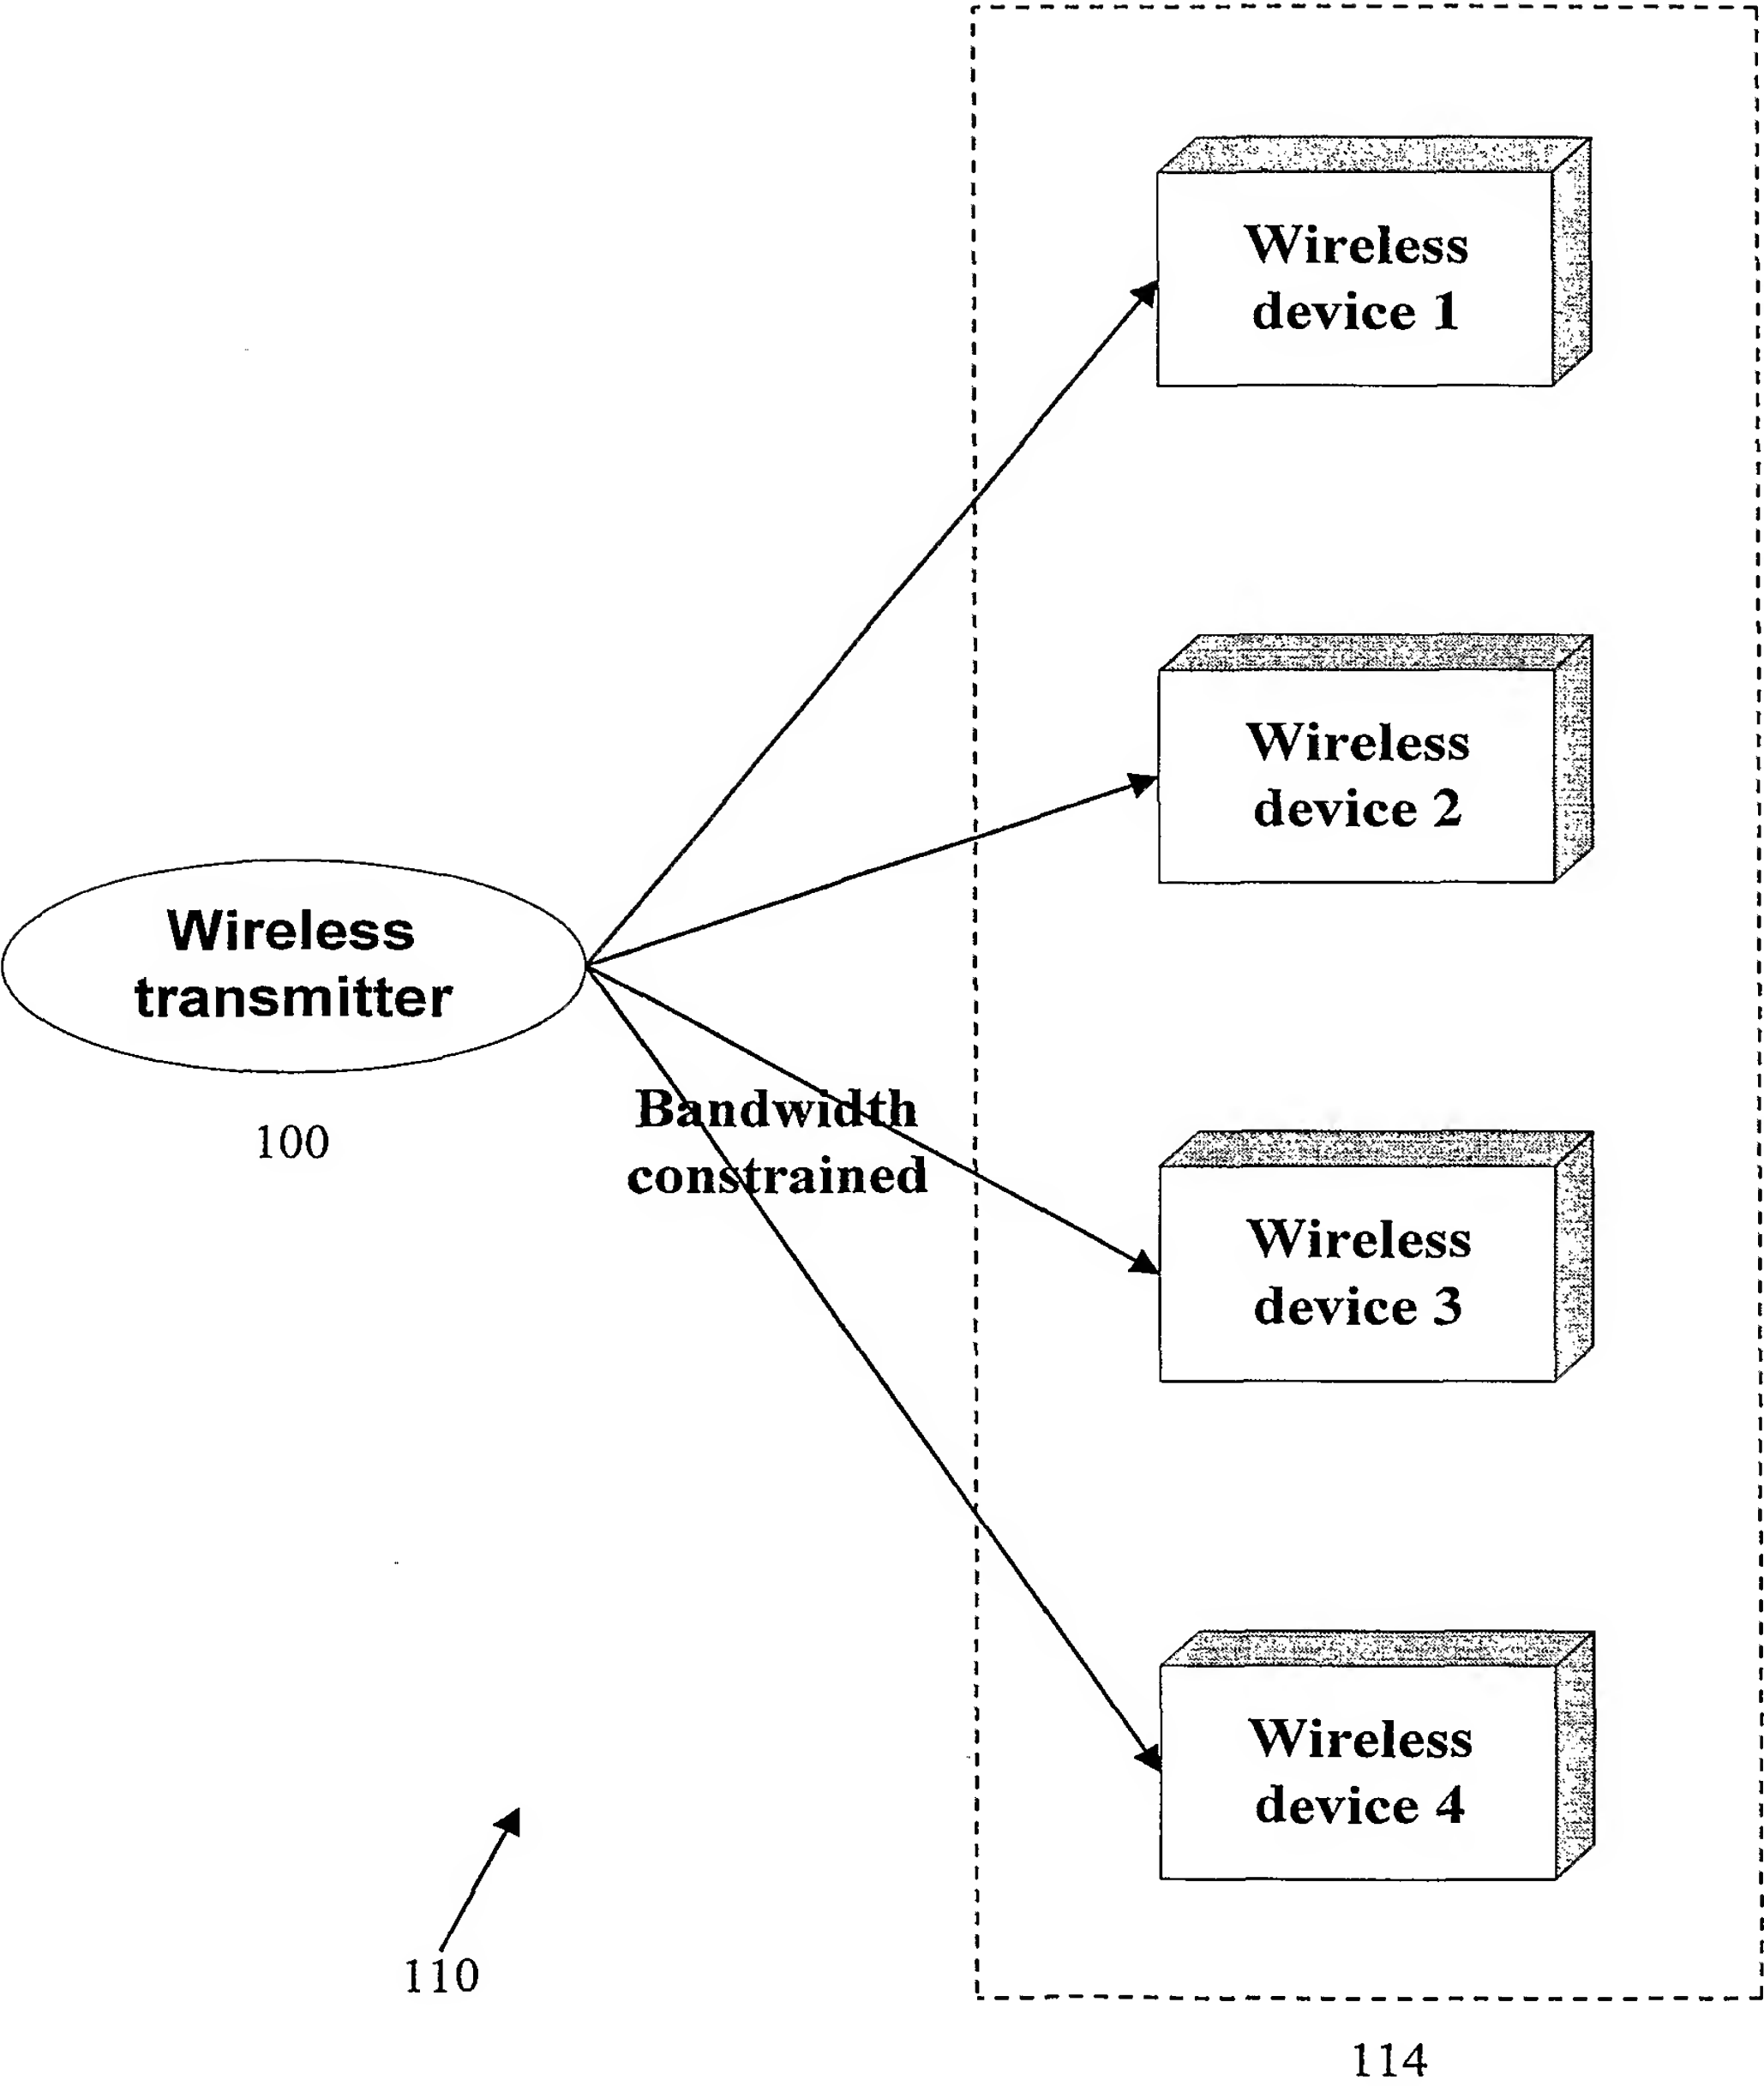 Wireless
device 1
Wireless
device 2
Wireless
transmitter
100
Bandwidth
constrained
Wireless
device 3
Wireless
device 4
110
114